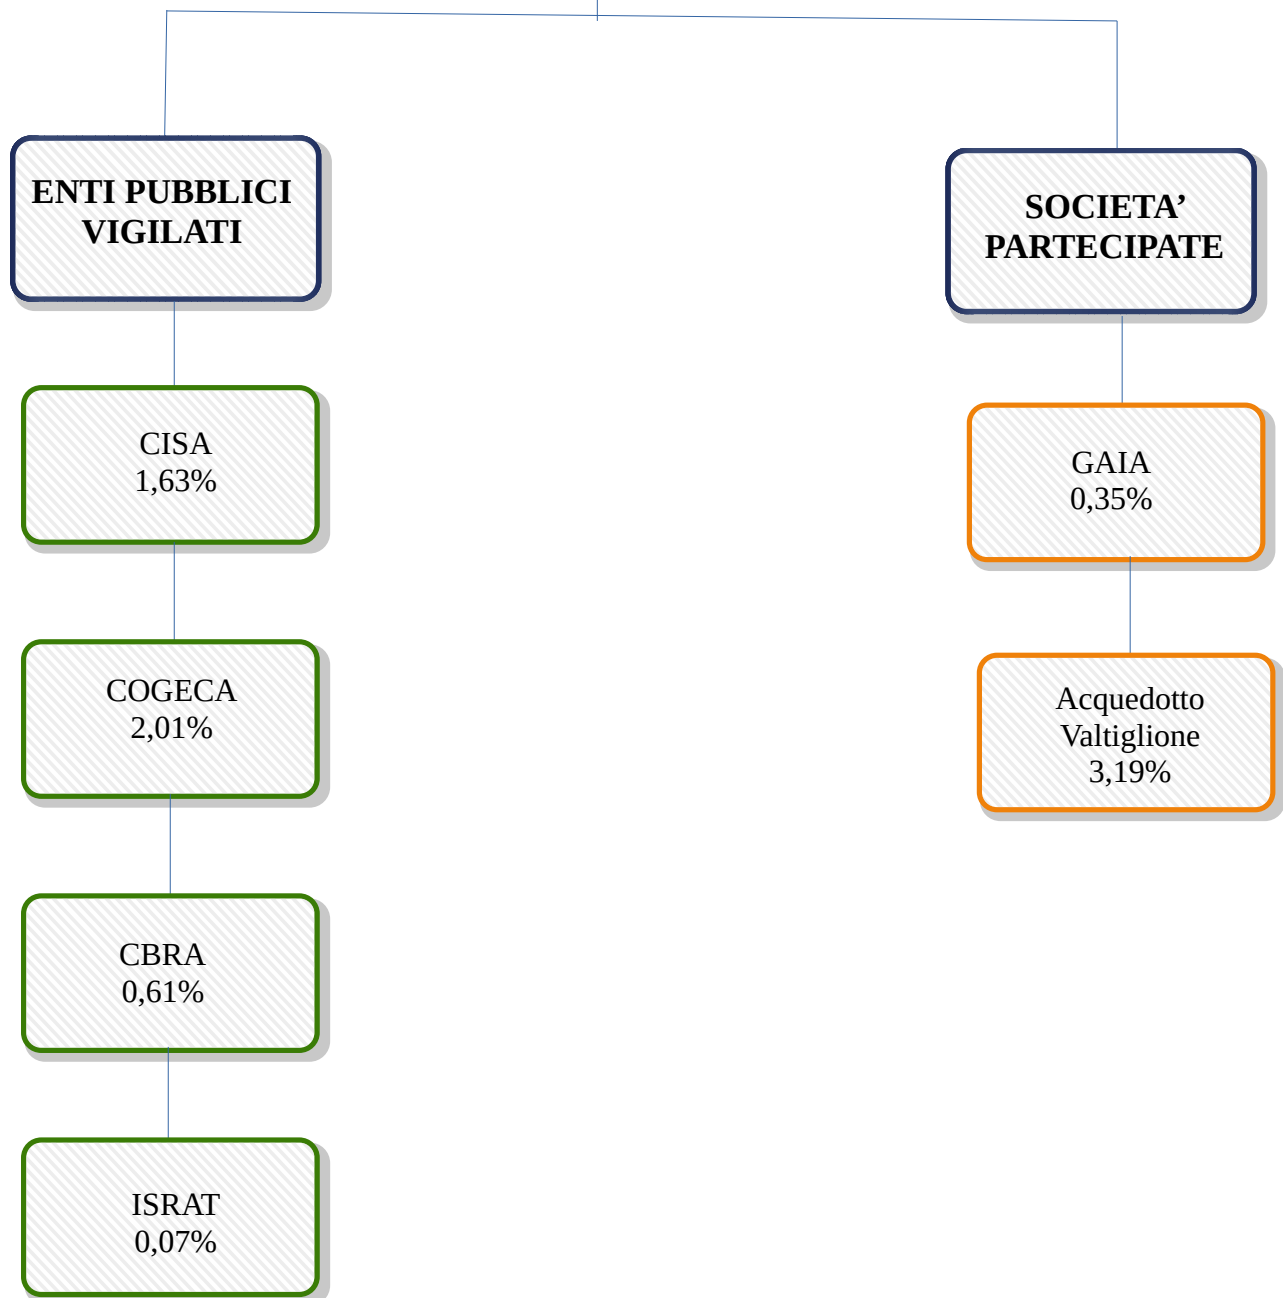 ENTI PUBBLICI
VIGILATI
CISA
1,63%
COGECA
2,01%
CBRA
0,61%
ISRAT
0,07%
SOCIETA’
PARTECIPATE
GAIA
0,35%
Acquedotto
Valtiglione
3,19%